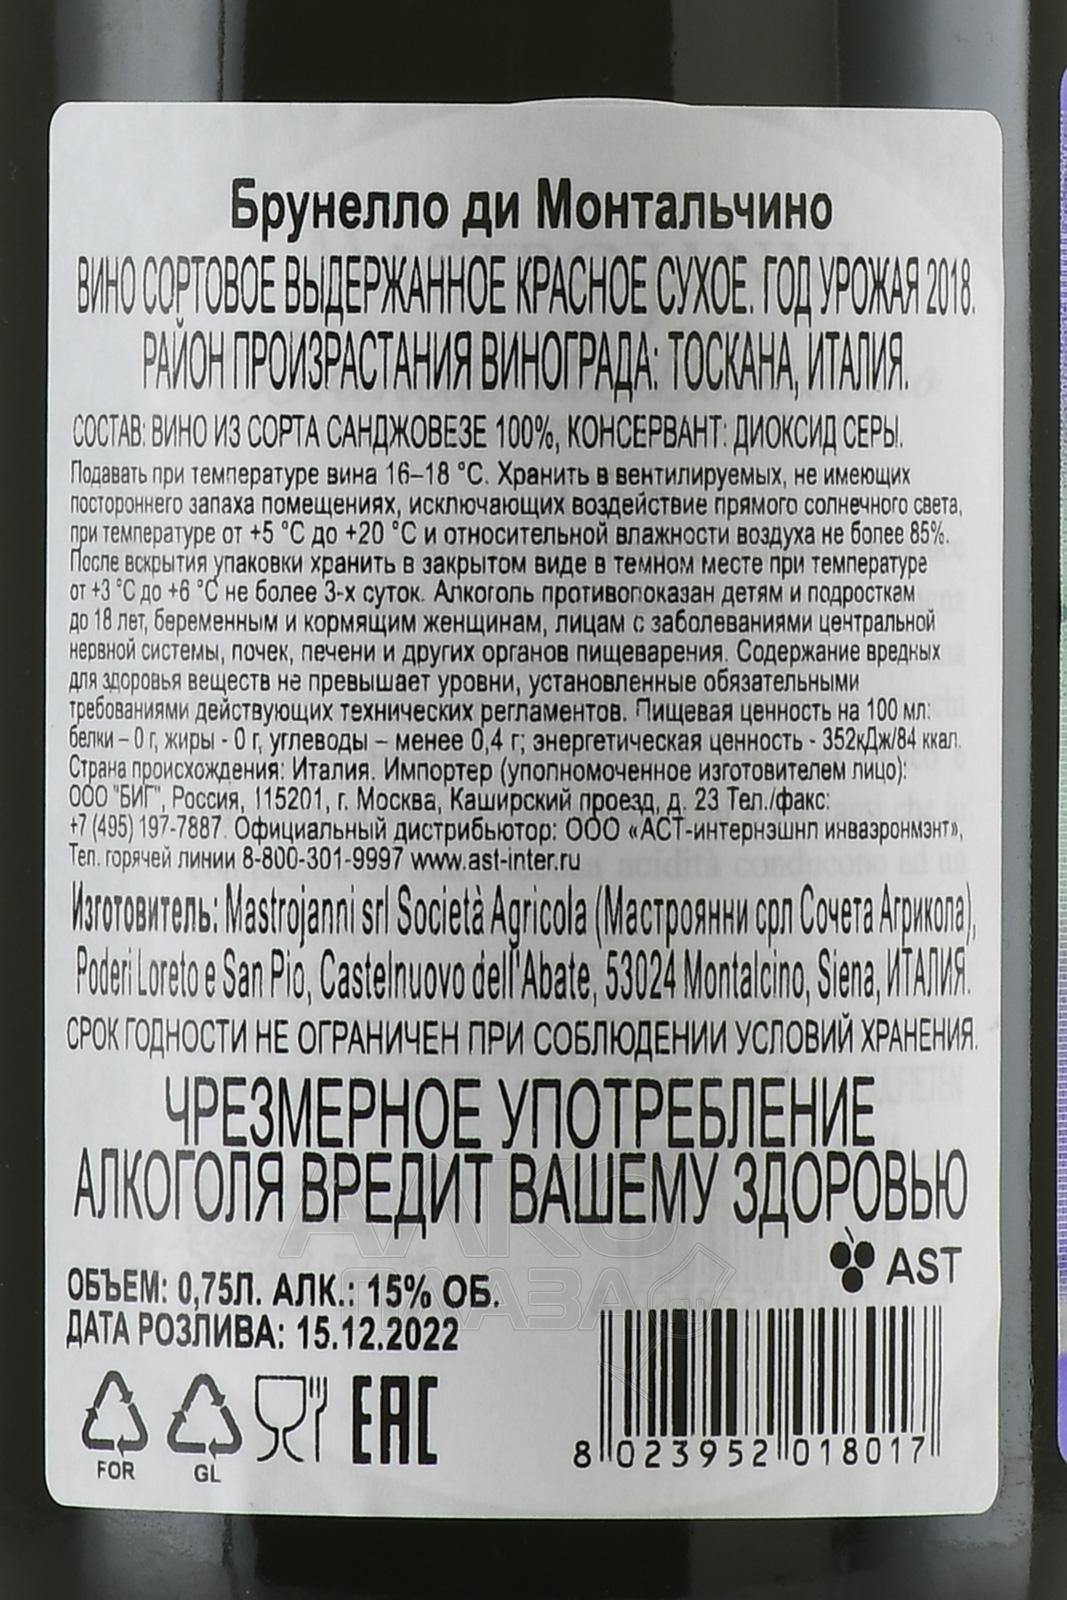 Брунелло ди Монтальчино
ВИНО СОРТОВОЕ ВЫДЕРЖАННОЕ КРАСНОЕ СУХОЕ. ГОД УРОЖАЯ 2018.
РАЙОН ПРОИЗРАСТАНИЯ ВИНОГРАДА: ТОСКАНА, ИТАЛИЯ.
СОСТАВ: ВИНО ИЗ СОРТА САНДЖОВЕЗЕ 100%, КОНСЕРВАНТ: ДИОКСИД СЕРЫ.
Подавать при температуре вина 16–18 °С. Хранить в вентилируемых, не имеющих
постороннего запаха помещениях, исключающих воздействие прямого солнечного света,
при температуре от +5 °С до +20 °С и относительной влажности воздуха не более 85%.
После вскрытия упаковки хранить в закрытом виде в темном месте при температуре
от +3 °С до +6 °С не более 3-х суток. Алкоголь противопоказан детям и подросткам
до 18 лет, беременным и кормящим женщинам, лицам с заболеваниями центральной
нервной системы, почек, печени и других органов пищеварения. Содержание вредных
для здоровья веществ не превышает уровни, установленные обязательными
требованиями действующих технических регламентов. Пищевая ценность на 100 мл:
белки – 0 г, жиры - 0 г, углеводы – менее 0,4 г; энергетическая ценность - 352кДж/84 ккал.
Страна происхождения: Италия. Импортер (уполномоченное изготовителем лицо):
ООО "БИГ", Россия, 115201, г. Москва, Каширский проезд, д. 23 Тел./факс:
+7 (495) 197-7887. Официальный дистрибьютор: ООО «АСТ-интернэшнл инваэронмэнт»,
Тел. горячей линии 8-800-301-9997 www.ast-inter.ru
Изготовитель: Mastrojanni srl Società Agricola (Мастроянни срл Сочета Агрикола),
Poderi Loreto e San Pio, Castelnuovo dell'Abate, 53024 Montalcino, Siena, ИТАЛИЯ.
СРОК ГОДНОСТИ НЕ ОГРАНИЧЕН ПРИ СОБЛЮДЕНИИ УСЛОВИЙ ХРАНЕНИЯ.
ЧРЕЗМЕРНОЕ УПОТРЕБЛЕНИЕ
АЛКОГОЛЯ ВРЕДИТ ВАШЕМУ ЗДОРОВЬЮ
AST
ОБЪЕМ: 0,75Л. АЛК.: 15% ОБ.
ДАТА РОЗЛИВА: 15.12.2022
АЛКО
ПЛАЗА
EAC
FOR GL
8 023952 018017